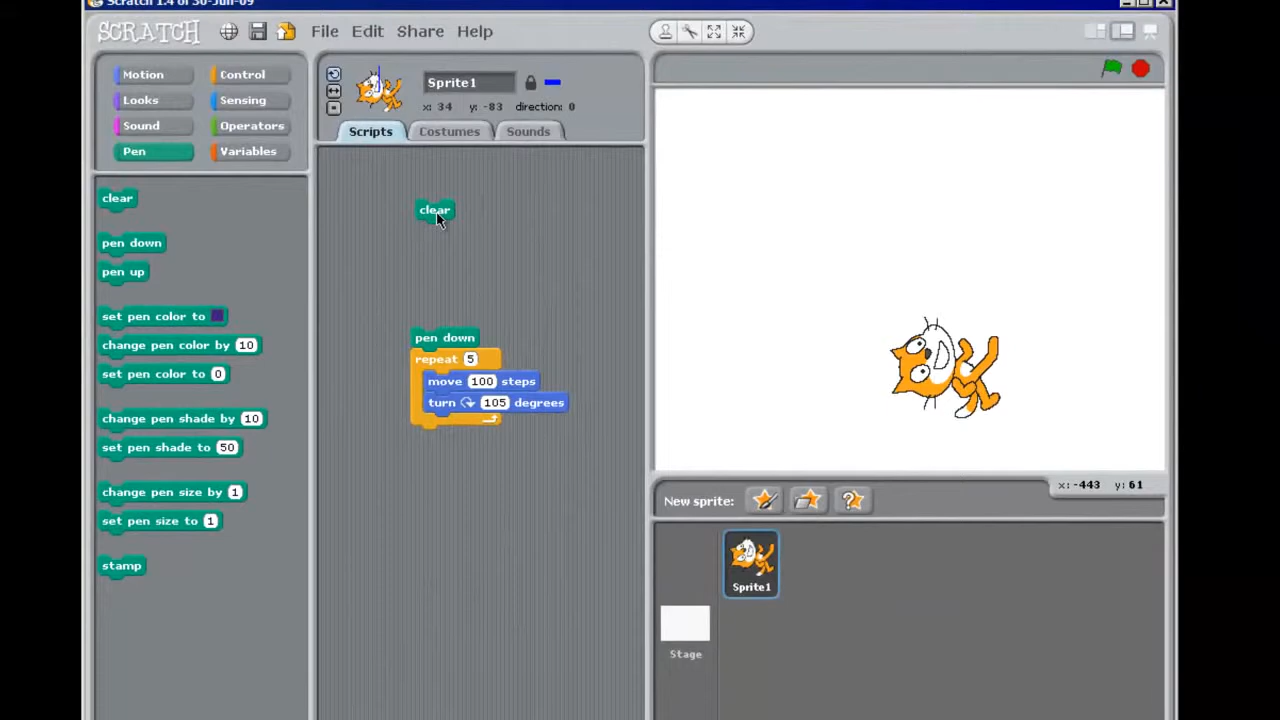 Scratch 1.4 of 30-Jun-09
SCRATCH File Edit Share Help
Motion Control
Looks Sensing
Sound Operators
Pen Variables
clear
pen down
pen up
set pen color to
change pen color by 10
set pen color to 0
change pen shade by 10
set pen shade to 50
change pen size by 1
set pen size to 1
stamp
Sprite1
x: 34 y: -83 direction: 0
Scripts Costumes Sounds
clear
pen down
repeat 5
move 100 steps
turn 105 degrees
x: -443 y: 61
New sprite:
Sprite1
Stage